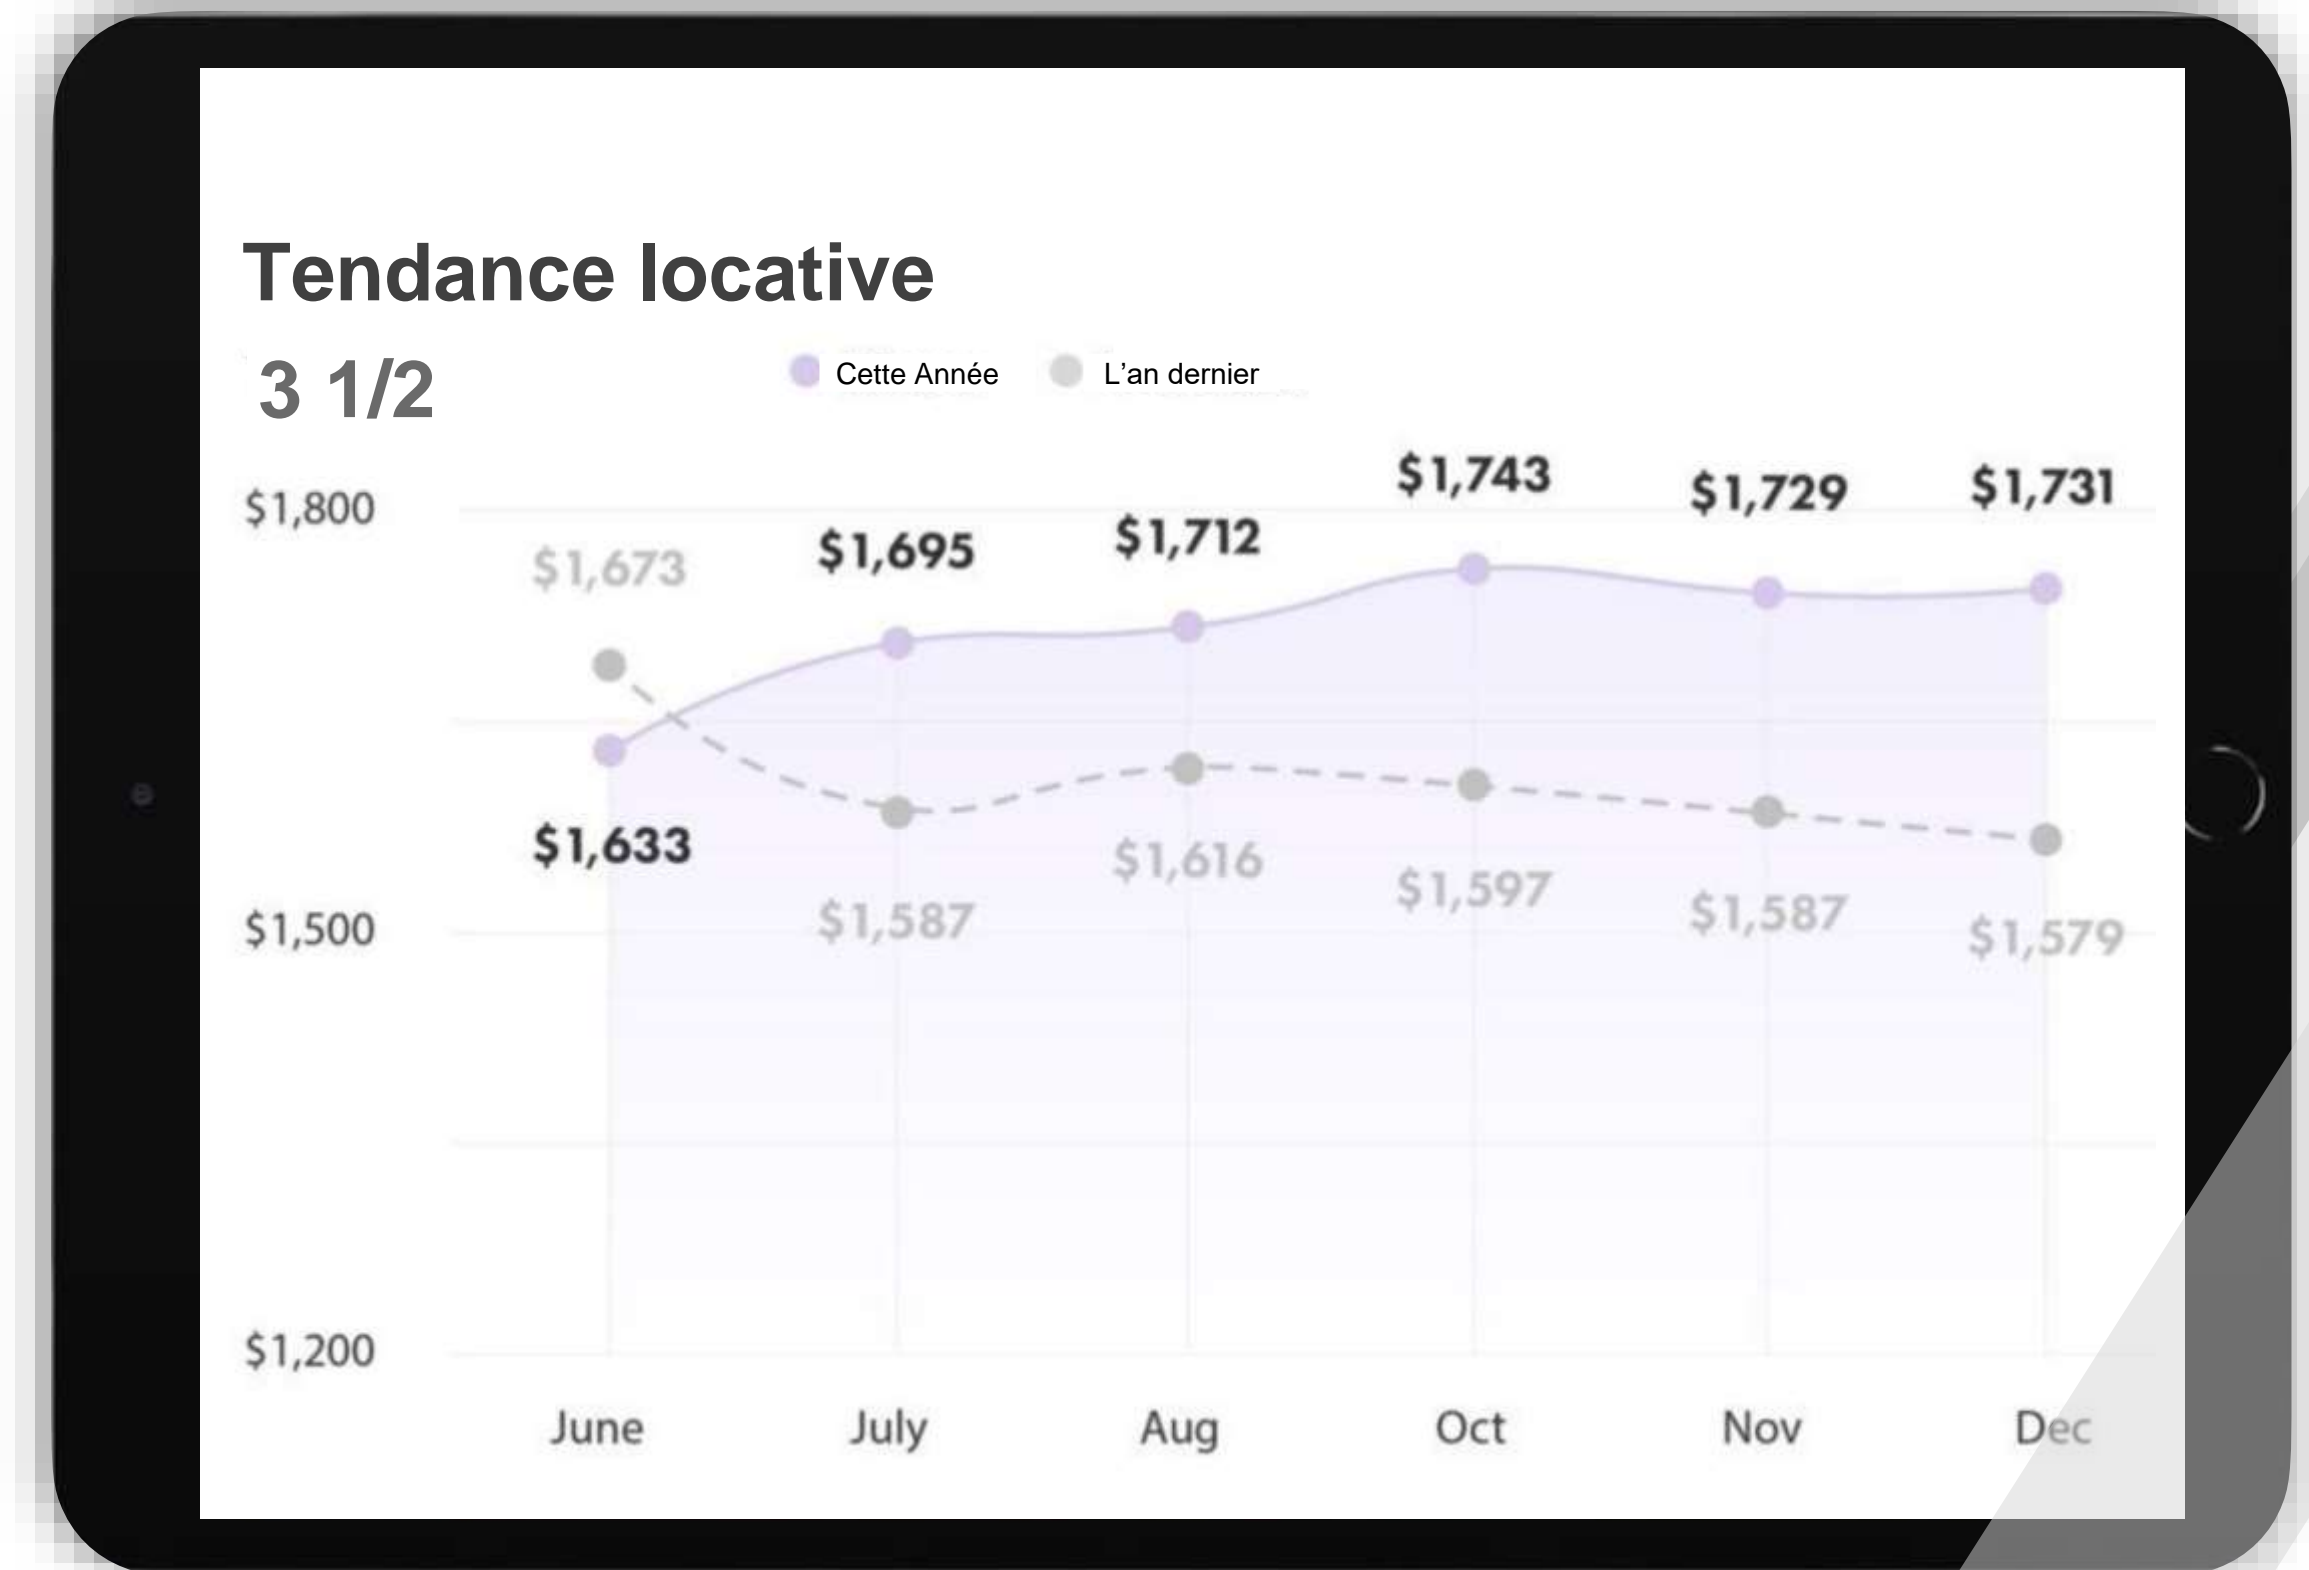 Tendance locative
3 1/2
Cette Année L’an dernier
$1,743
$1,729 $1,731
$1,800
$1,673 $1,695 $1,712
$1,633
$1,616
$1,597
$1,587 $1,587
$1,500 $1,579
$1,200
June July Aug Oct Nov Dec